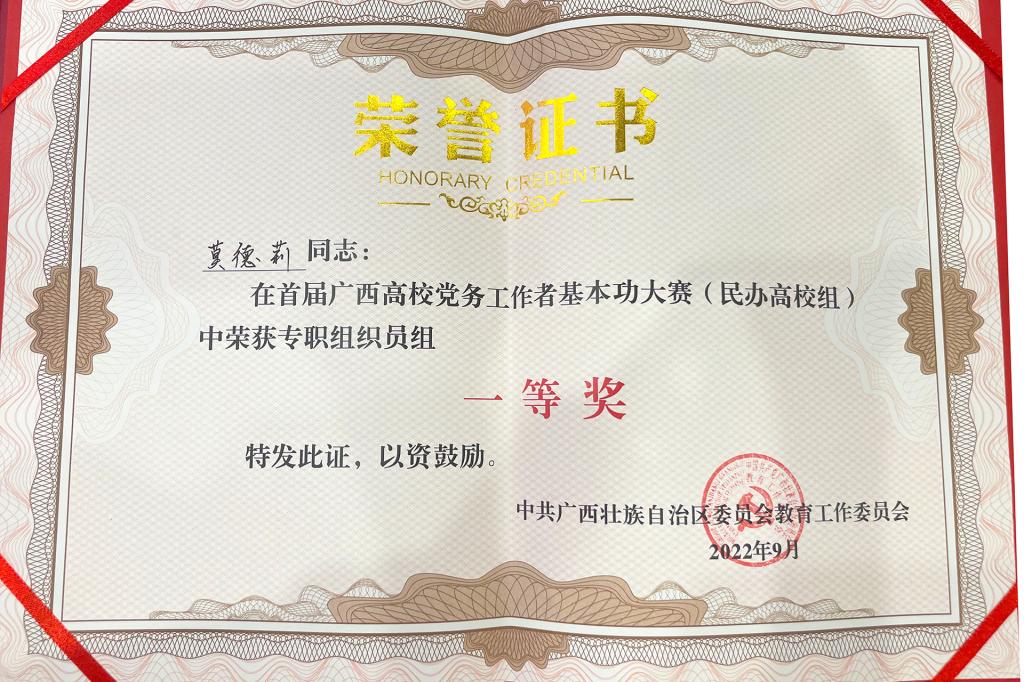 荣誉证书
HONORARY CREDENTIAL
莫德莉 同志：
在首届广西高校党务工作者基本功大赛（民办高校组）
中荣获专职组织员组
一等奖
特发此证，以资鼓励。
中共广西壮族自治区委员会教育工作委员会
2022年9月